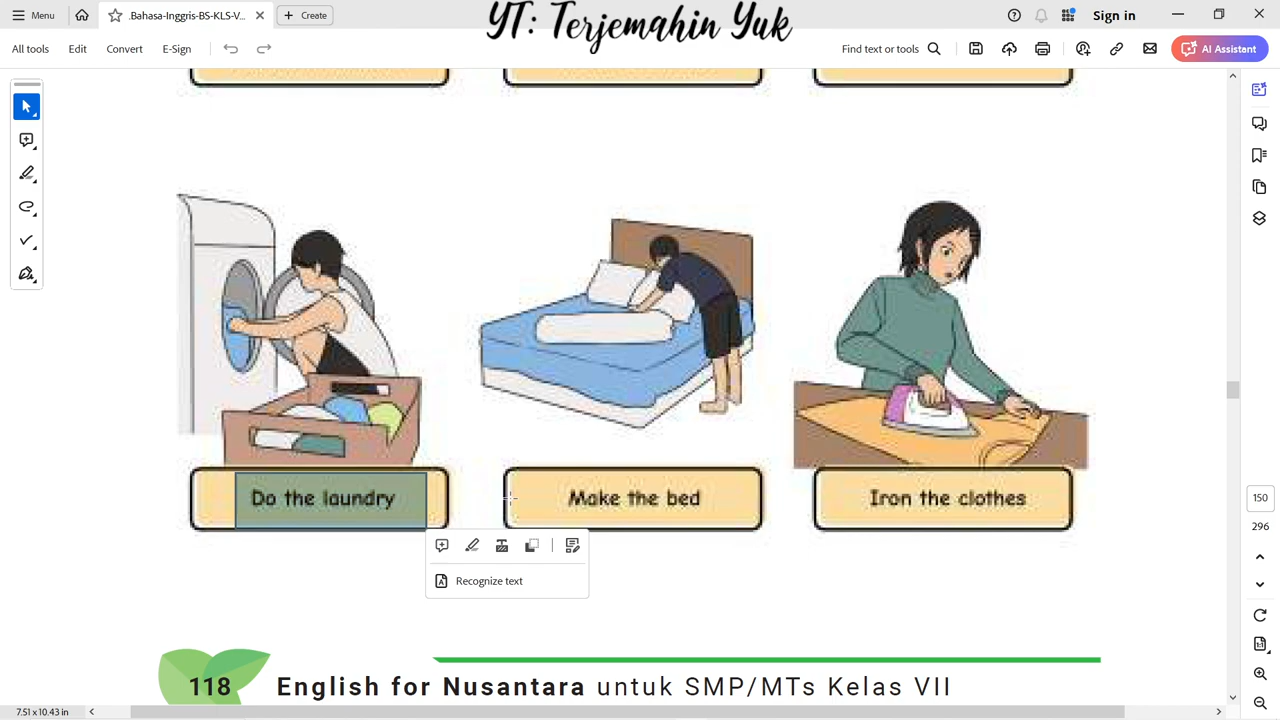 Menu
.Bahasa-Inggris-BS-KLS-V...
Create
YT: Terjemahin Yuk
Sign in
All tools
Edit
Convert
E-Sign
Find text or tools
AI Assistant
Do the laundry
Make the bed
Iron the clothes
Recognize text
150
296
118
English for Nusantara untuk SMP/MTs Kelas VII
7.51 x 10.43 in